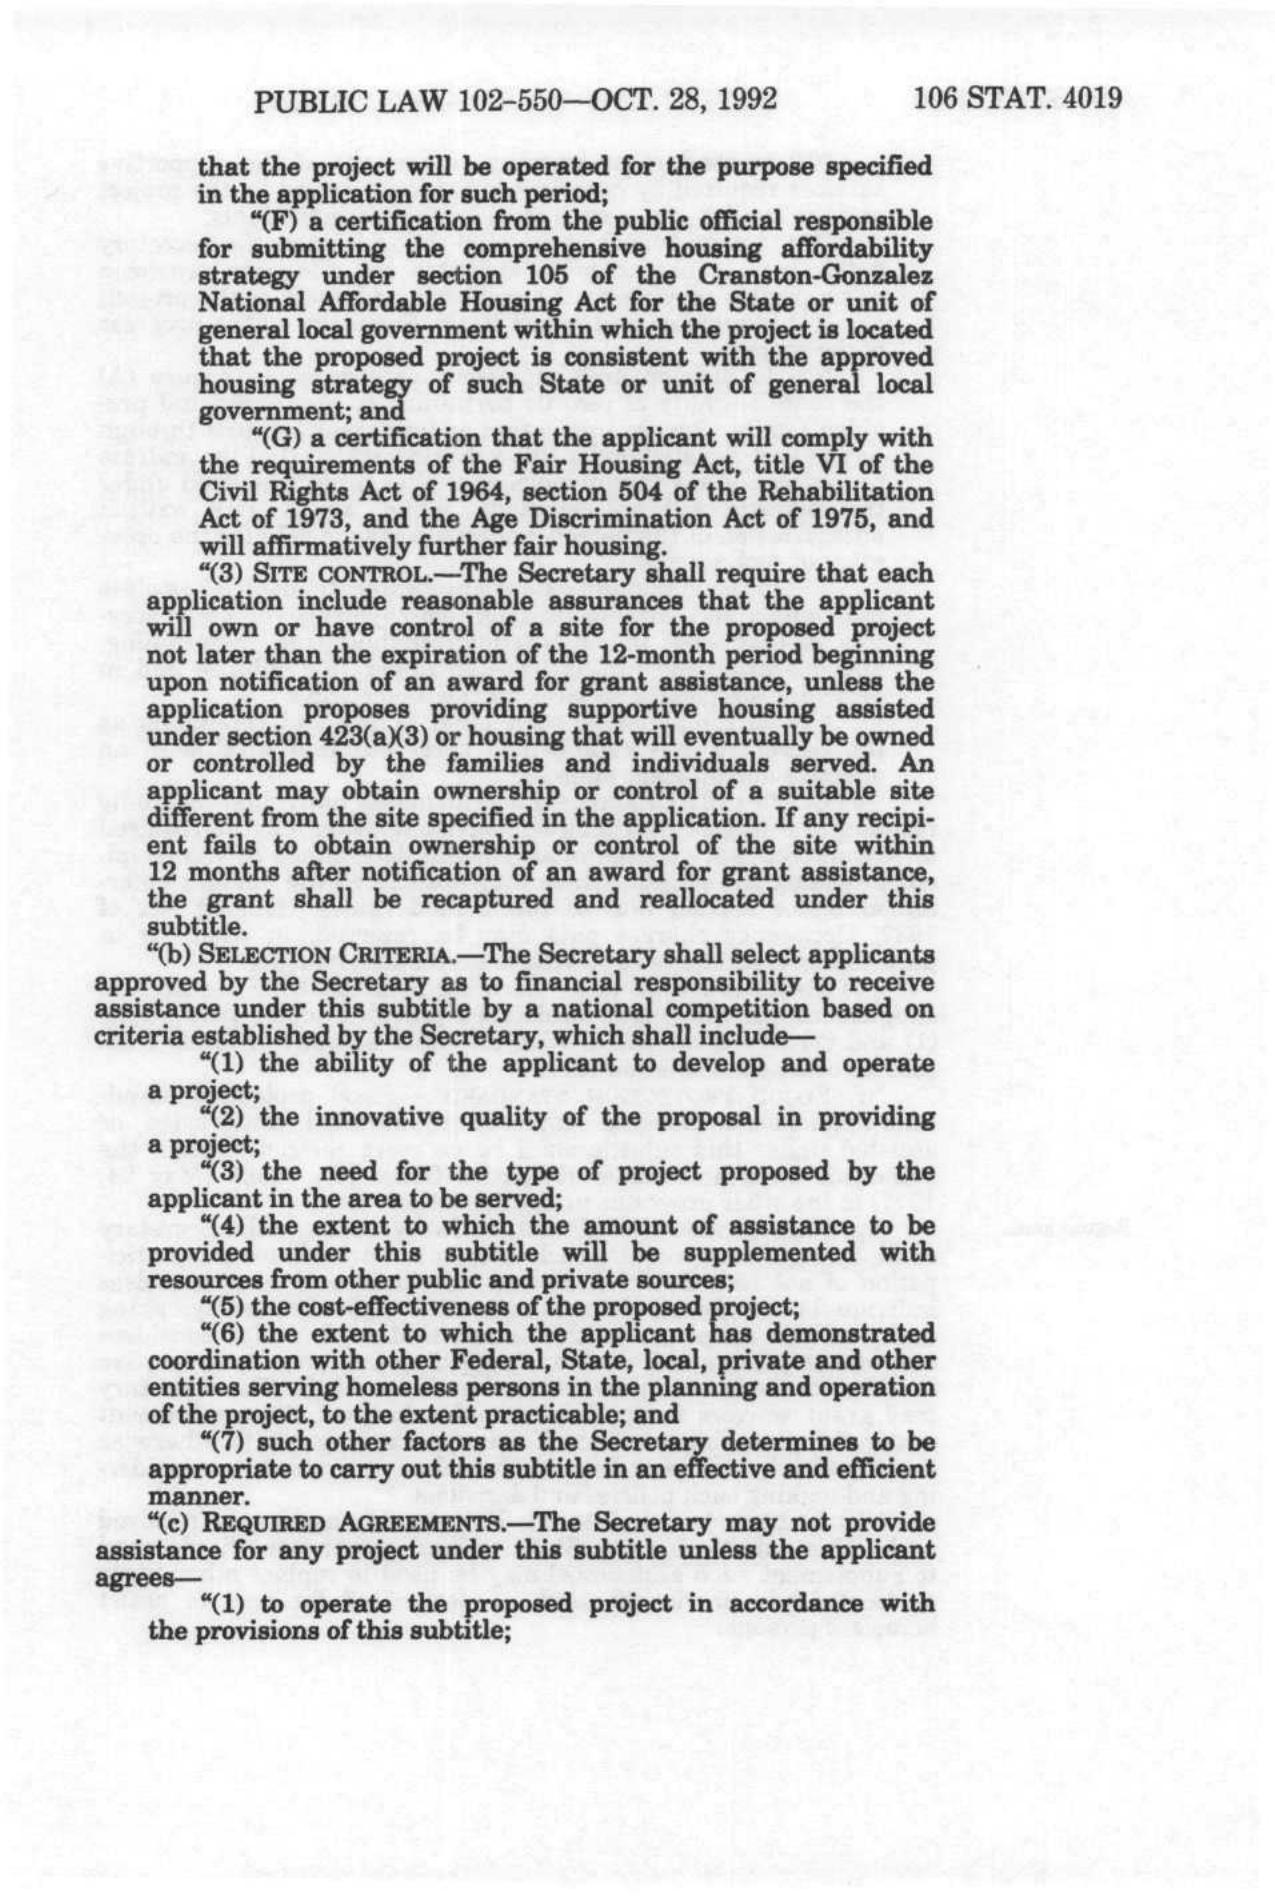 PUBLIC LAW 102–550—OCT. 28, 1992 106 STAT. 4019
that the project will be operated for the purpose specified
in the application for such period;
“(F) a certification from the public official responsible
for submitting the comprehensive housing affordability
strategy under section 105 of the Cranston-Gonzalez
National Affordable Housing Act for the State or unit of
general local government within which the project is located
that the proposed project is consistent with the approved
housing strategy of such State or unit of general local
government; and
“(G) a certification that the applicant will comply with
the requirements of the Fair Housing Act, title VI of the
Civil Rights Act of 1964, section 504 of the Rehabilitation
Act of 1973, and the Age Discrimination Act of 1975, and
will affirmatively further fair housing.
“(3) SITE CONTROL.—The Secretary shall require that each
application include reasonable assurances that the applicant
will own or have control of a site for the proposed project
not later than the expiration of the 12-month period beginning
upon notification of an award for grant assistance, unless the
application proposes providing supportive housing assisted
under section 423(a)(3) or housing that will eventually be owned
or controlled by the families and individuals served. An
applicant may obtain ownership or control of a suitable site
different from the site specified in the application. If any recipi-
ent fails to obtain ownership or control of the site within
12 months after notification of an award for grant assistance,
the grant shall be recaptured and reallocated under this
subtitle.
“(b) SELECTION CRITERIA.—The Secretary shall select applicants
approved by the Secretary as to financial responsibility to receive
assistance under this subtitle by a national competition based on
criteria established by the Secretary, which shall include—
“(1) the ability of the applicant to develop and operate
a project;
“(2) the innovative quality of the proposal in providing
a project;
“(3) the need for the type of project proposed by the
applicant in the area to be served;
“(4) the extent to which the amount of assistance to be
provided under this subtitle will be supplemented with
resources from other public and private sources;
“(5) the cost-effectiveness of the proposed project;
“(6) the extent to which the applicant has demonstrated
coordination with other Federal, State, local, private and other
entities serving homeless persons in the planning and operation
of the project, to the extent practicable; and
“(7) such other factors as the Secretary determines to be
appropriate to carry out this subtitle in an effective and efficient
manner.
“(c) REQUIRED AGREEMENTS.—The Secretary may not provide
assistance for any project under this subtitle unless the applicant
agrees—
“(1) to operate the proposed project in accordance with
the provisions of this subtitle;